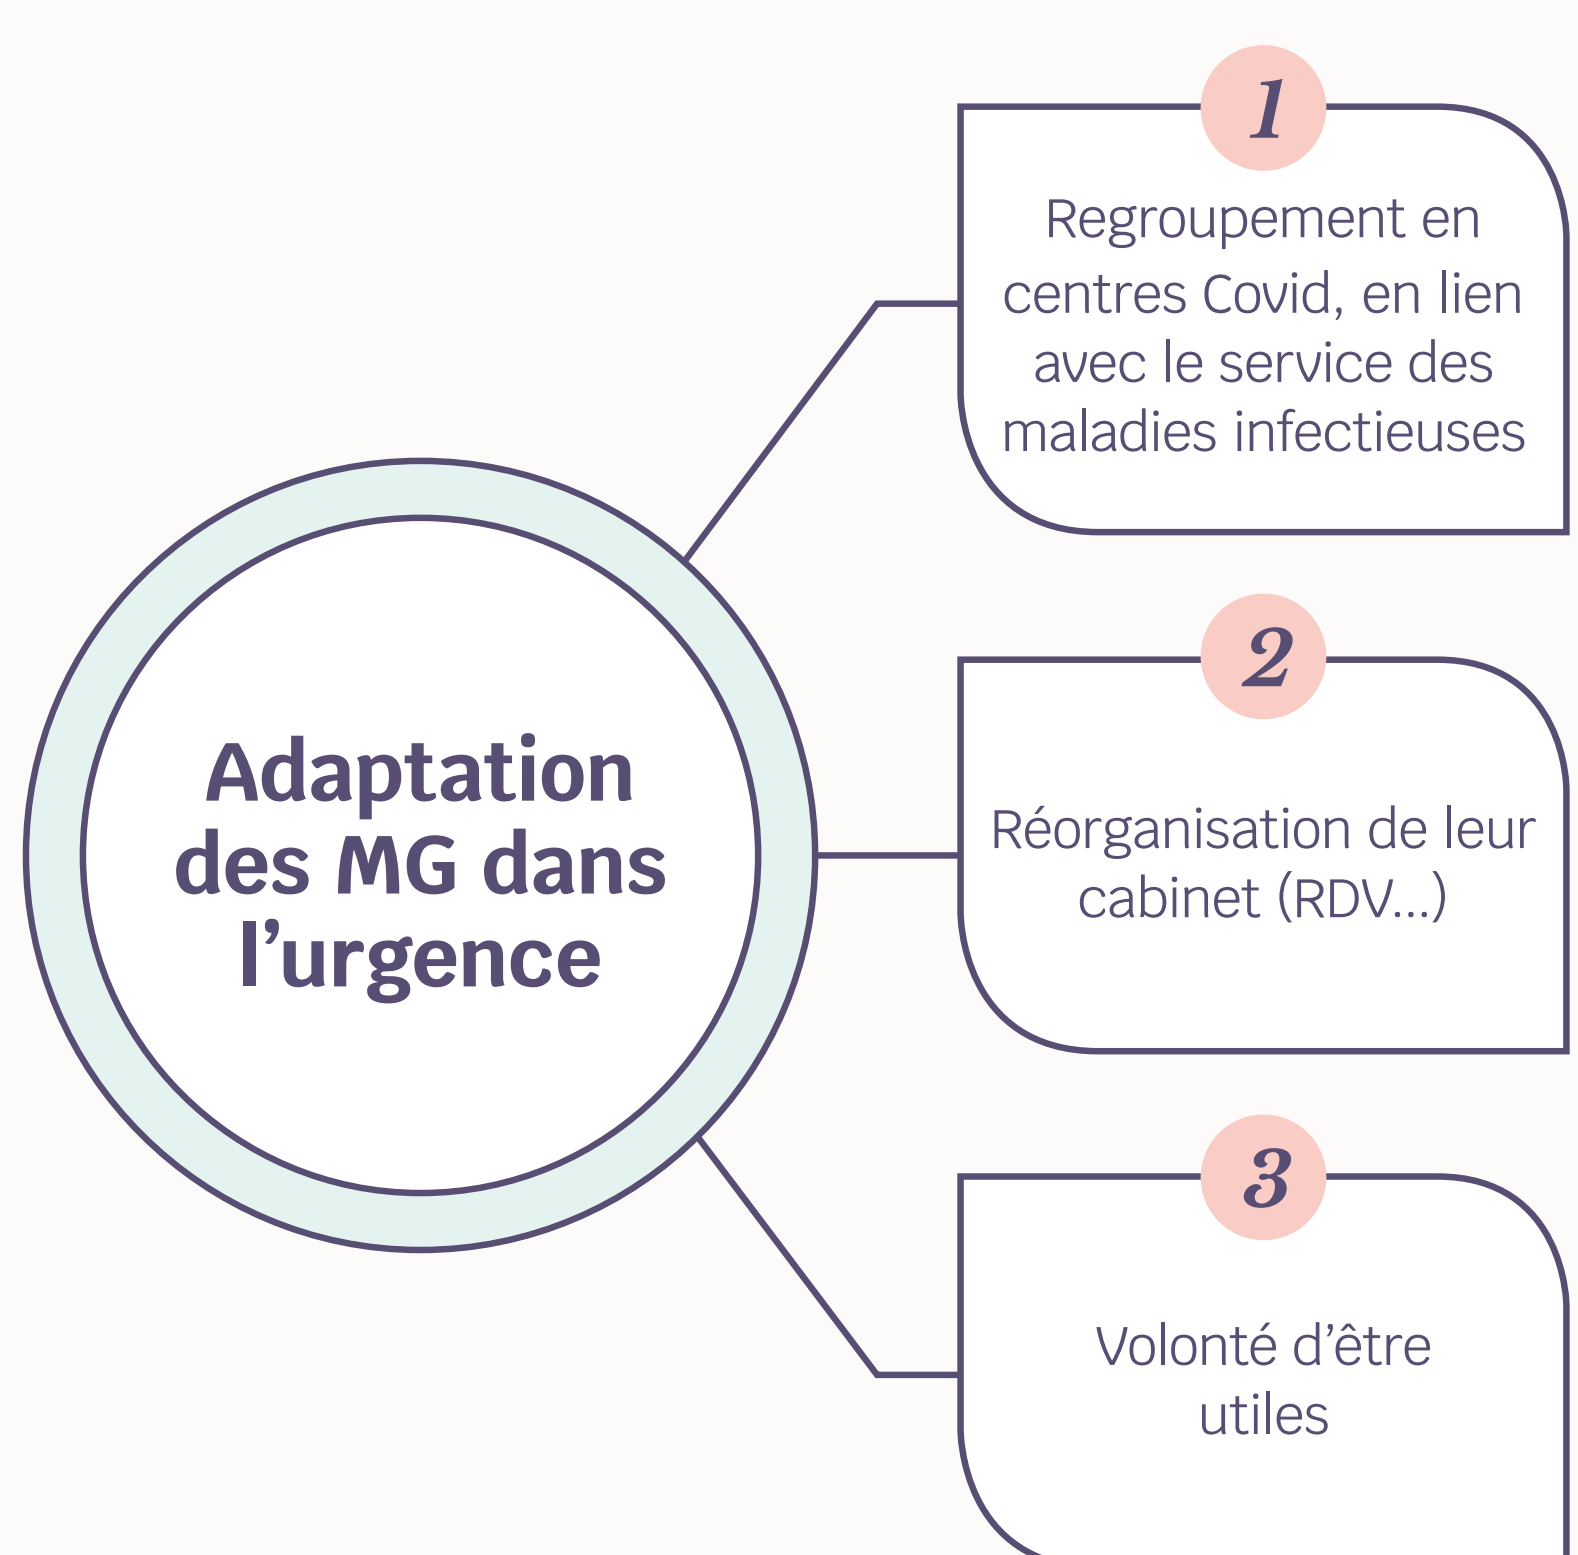 Adaptation
des MG dans
l’urgence
1
Regroupement en
centres Covid, en lien
avec le service des
maladies infectieuses
2
Réorganisation de leur
cabinet (RDV...)
3
Volonté d’être
utiles